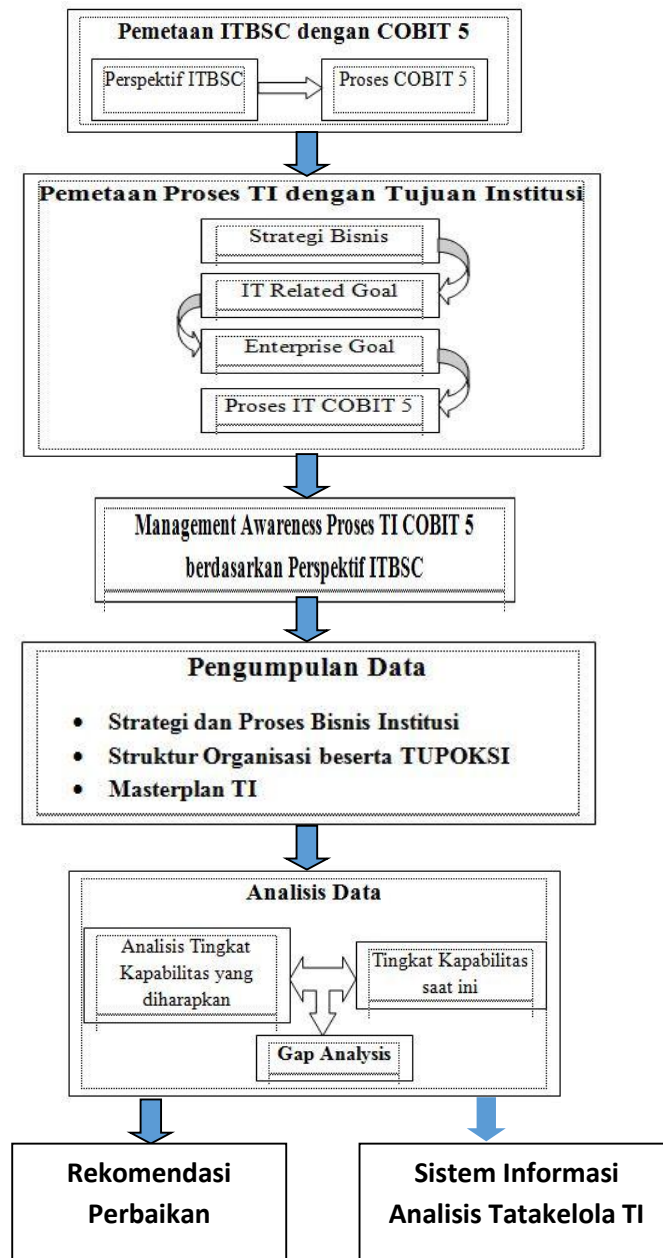 Pemetaan ITBSC dengan COBIT 5
Perspektif ITBSC
Proses COBIT 5
Pemetaan Proses TI dengan Tujuan Institusi
Strategi Bisnis
IT Related Goal
Enterprise Goal
Proses IT COBIT 5
Management Awareness Proses TI COBIT 5
berdasarkan Perspektif ITBSC
Pengumpulan Data
• Strategi dan Proses Bisnis Institusi
• Struktur Organisasi beserta TUPOKSI
• Masterplan TI
Analisis Data
Analisis Tingkat
Kapabilitas yang
diharapkan
Tingkat Kapabilitas
saat ini
Gap Analysis
Rekomendasi
Perbaikan
Sistem Informasi
Analisis Tatakelola TI